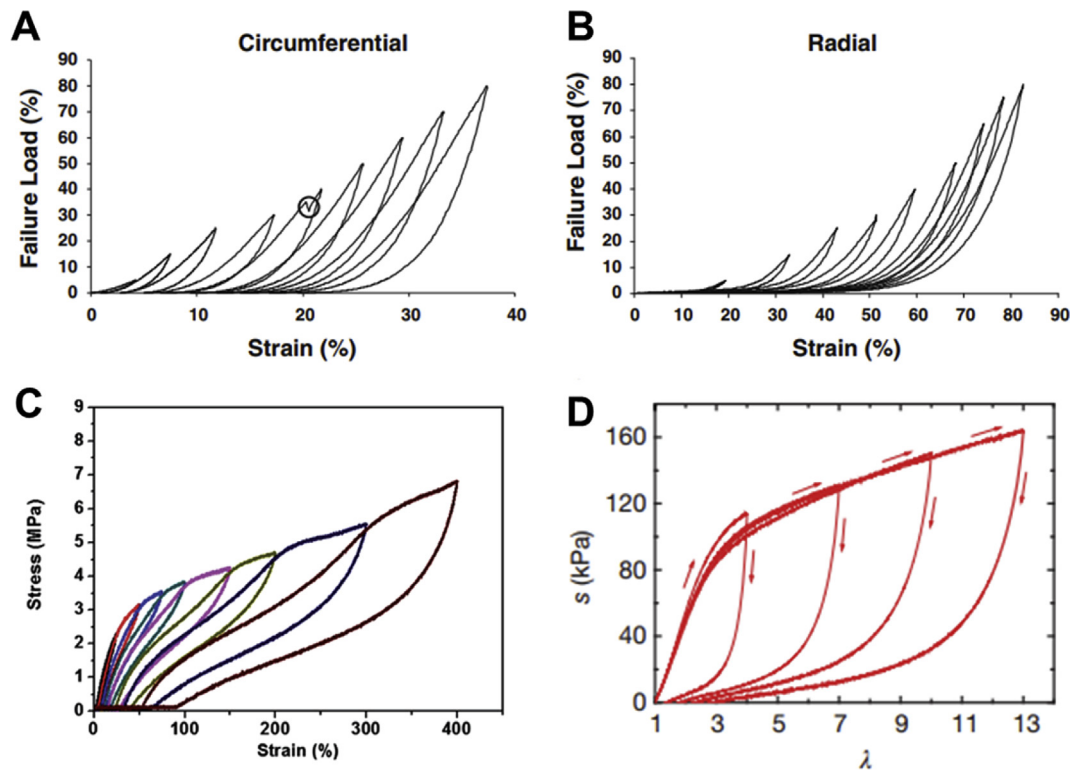 A
Circumferential
Failure Load (%)
90
80
70
60
50
40
30
20
10
0
0 10 20 30 40
Strain (%)
B
Radial
Failure Load (%)
90
80
70
60
50
40
30
20
10
0
0 10 20 30 40 50 60 70 80 90
Strain (%)
C
Stress (MPa)
9
8
7
6
5
4
3
2
1
0
0 100 200 300 400
Strain (%)
D
s (kPa)
160
120
80
40
0
1 3 5 7 9 11 13
λ